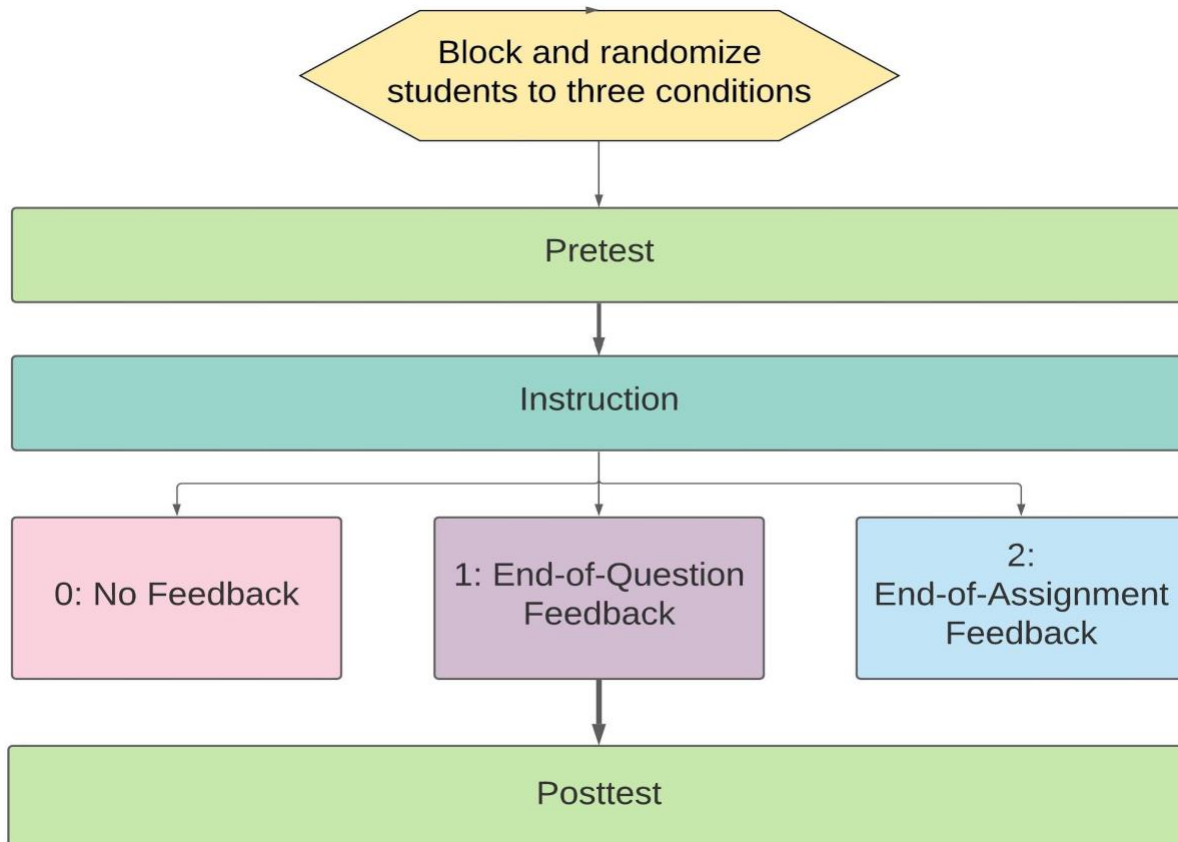 Block and randomize
students to three conditions
Pretest
Instruction
0: No Feedback
1: End-of-Question
Feedback
2:
End-of-Assignment
Feedback
Posttest